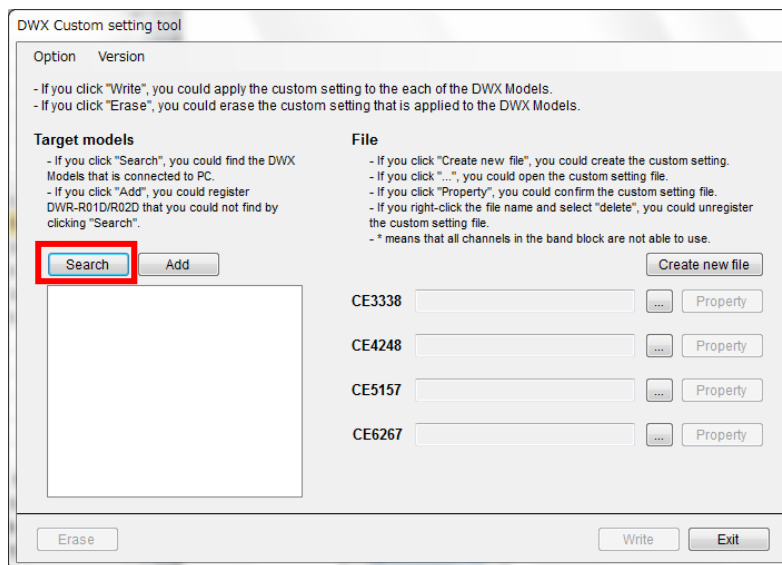 DWX Custom setting tool
Option Version
- If you click "Write", you could apply the custom setting to the each of the DWX Models.
- If you click "Erase", you could erase the custom setting that is applied to the DWX Models.
Target models
- If you click "Search", you could find the DWX
Models that is connected to PC.
- If you click "Add", you could register
DWR-R01D/R02D that you could not find by
clicking "Search".
Search Add
File
- If you click "Create new file", you could create the custom setting.
- If you click "...", you could open the custom setting file.
- If you click "Property", you could confirm the custom setting file.
- If you right-click the file name and select "delete", you could unregister
the custom setting file.
- * means that all channels in the band block are not able to use.
Create new file
CE3338 ... Property
CE4248 ... Property
CE5157 ... Property
CE6267 ... Property
Erase Write Exit